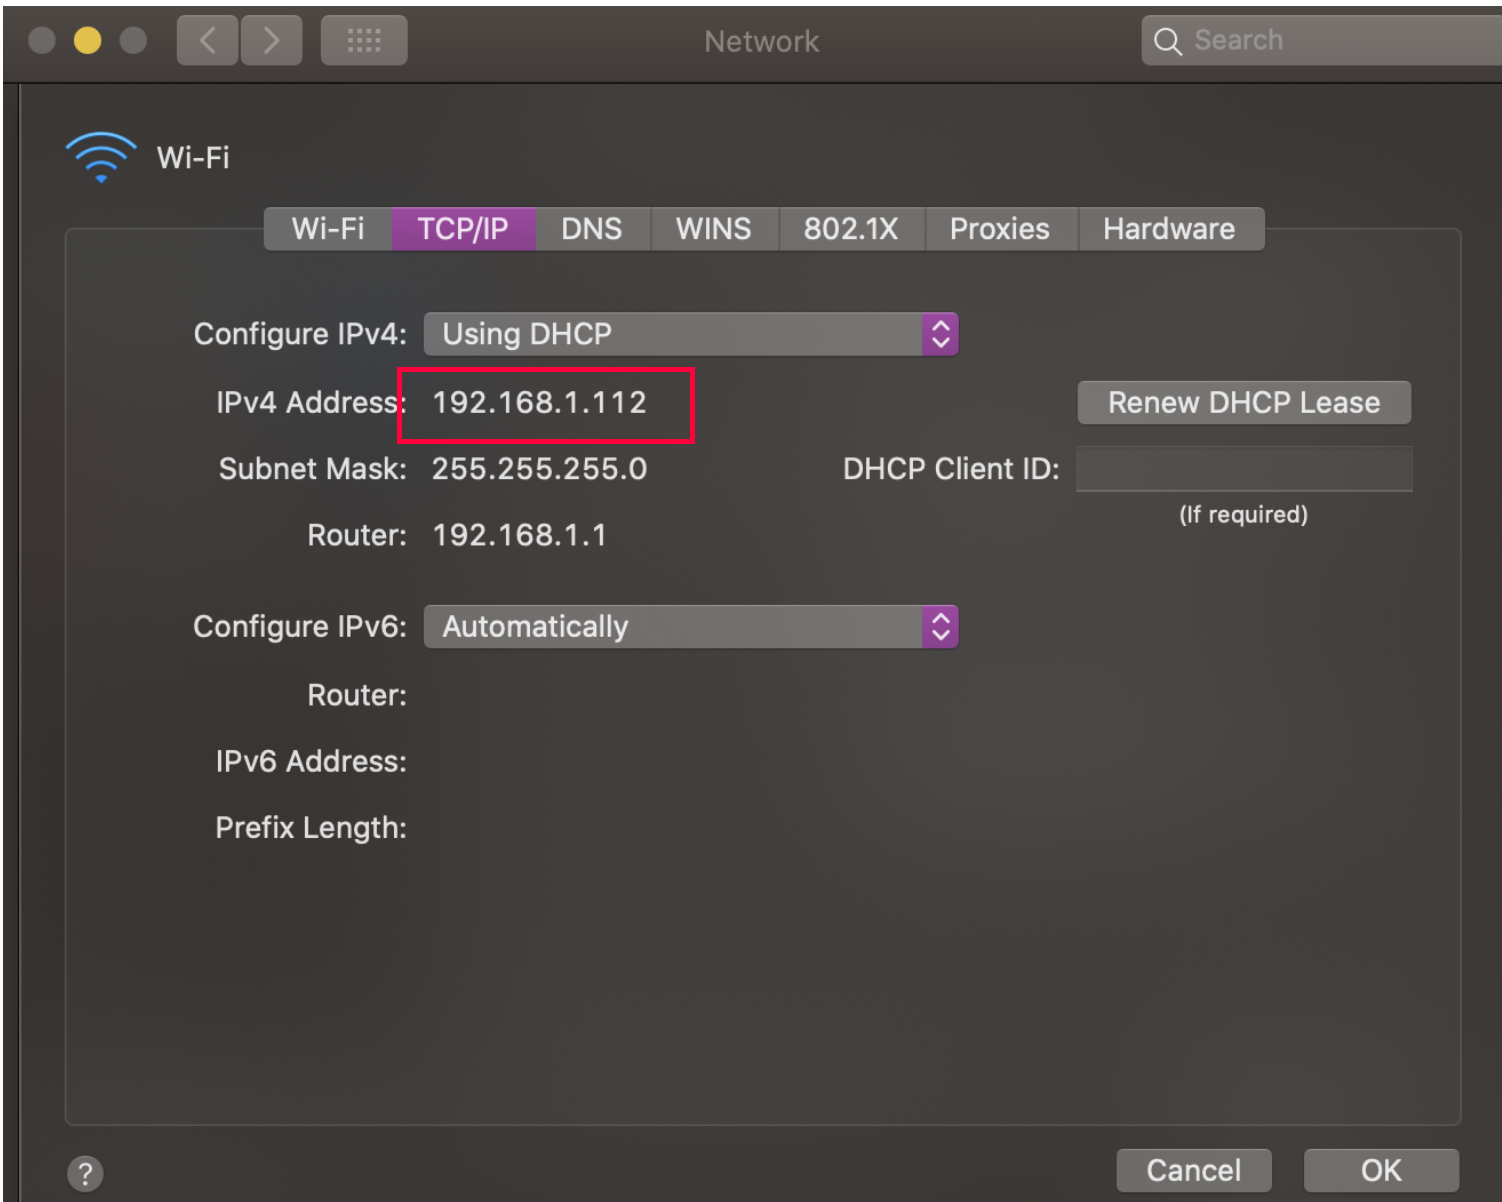 Network
Search
Wi-Fi
Wi-Fi TCP/IP DNS WINS 802.1X Proxies Hardware
Configure IPv4: Using DHCP
IPv4 Address: 192.168.1.112 Renew DHCP Lease
Subnet Mask: 255.255.255.0 DHCP Client ID:
(If required)
Router: 192.168.1.1
Configure IPv6: Automatically
Router:
IPv6 Address:
Prefix Length:
? Cancel OK